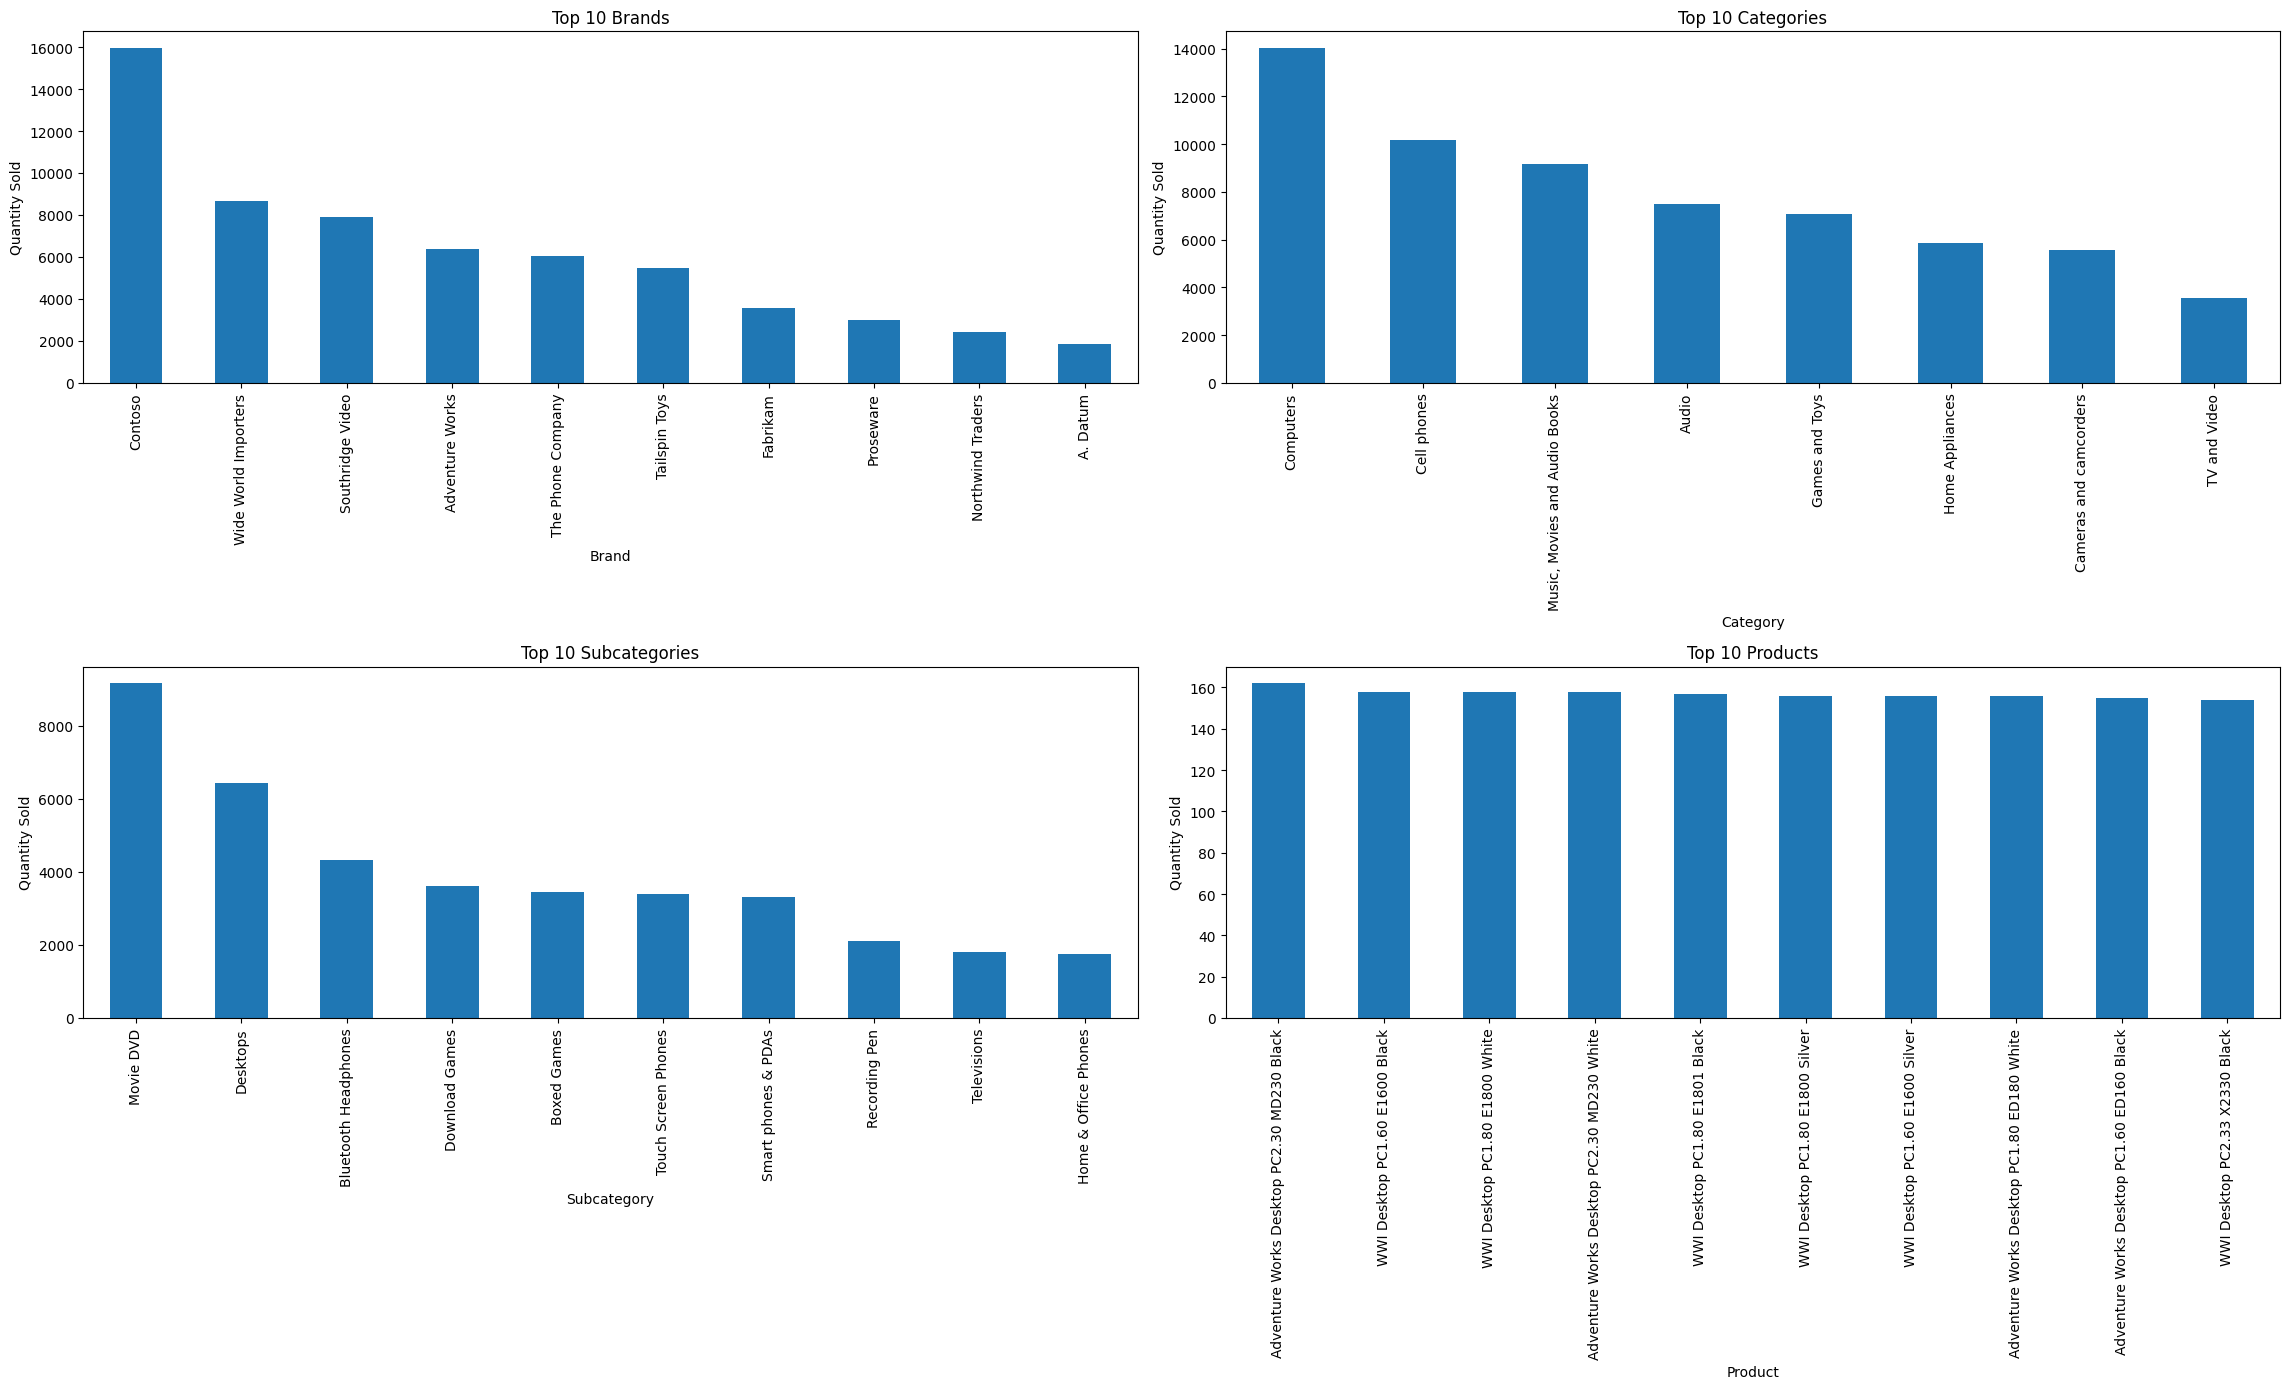 Top 10 Brands
Quantity Sold
16000
14000
12000
10000
8000
6000
4000
2000
0
Contoso
Wide World Importers
Southridge Video
Adventure Works
The Phone Company
Tailspin Toys
Fabrikam
Proseware
Northwind Traders
A. Datum
Brand
Top 10 Categories
Quantity Sold
14000
12000
10000
8000
6000
4000
2000
0
Computers
Cell phones
Music, Movies and Audio Books
Audio
Games and Toys
Home Appliances
Cameras and camcorders
TV and Video
Category
Top 10 Subcategories
Quantity Sold
8000
6000
4000
2000
0
Movie DVD
Desktops
Bluetooth Headphones
Download Games
Boxed Games
Touch Screen Phones
Smart phones & PDAs
Recording Pen
Televisions
Home & Office Phones
Subcategory
Top 10 Products
Quantity Sold
160
140
120
100
80
60
40
20
0
Adventure Works Desktop PC2.30 MD230 Black
WWI Desktop PC1.60 E1600 Black
WWI Desktop PC1.80 E1800 White
Adventure Works Desktop PC2.30 MD230 White
WWI Desktop PC1.80 E1801 Black
WWI Desktop PC1.80 E1800 Silver
WWI Desktop PC1.60 E1600 Silver
Adventure Works Desktop PC1.80 ED180 White
Adventure Works Desktop PC1.60 ED160 Black
WWI Desktop PC2.33 X2330 Black
Product